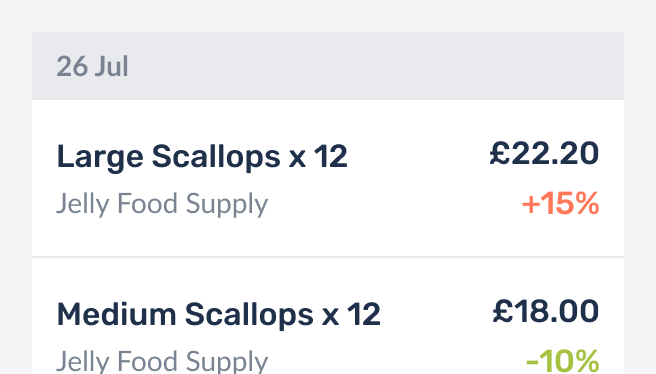 26 Jul
Large Scallops x 12 £22.20
Jelly Food Supply +15%
Medium Scallops x 12 £18.00
Jelly Food Supply -10%